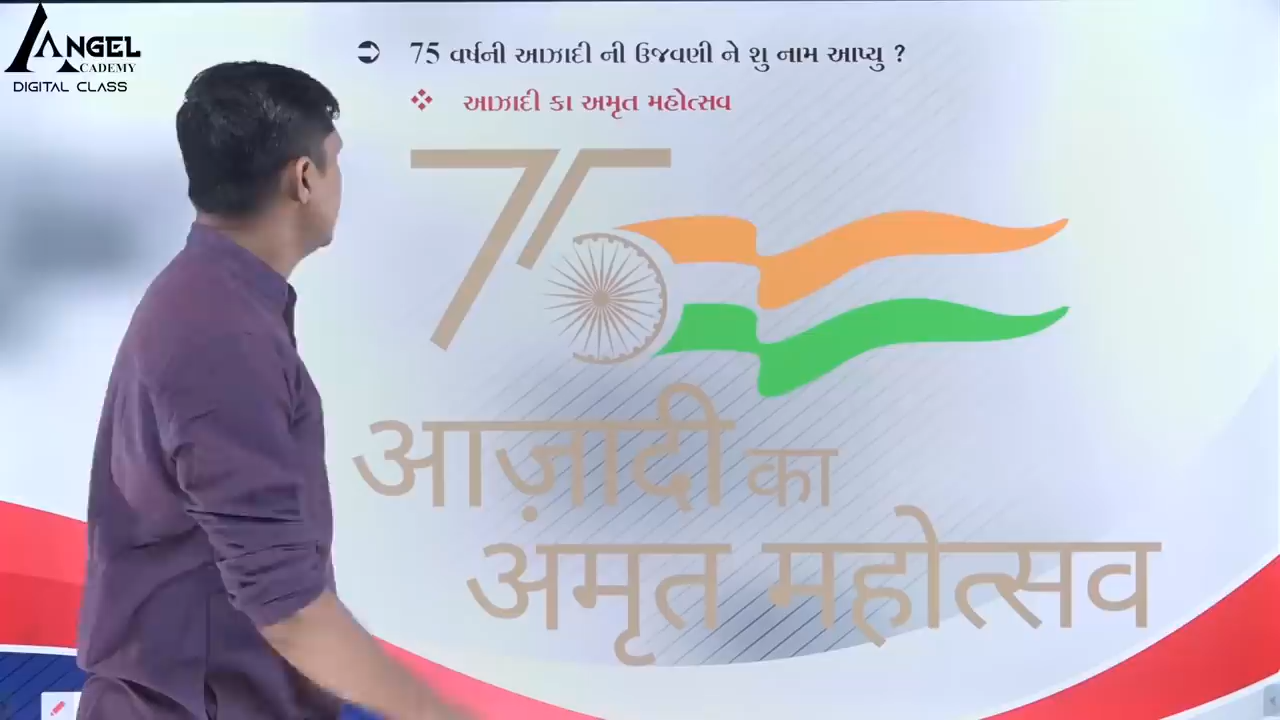 ANGEL
ACADEMY
DIGITAL CLASS
75 વર્ષની આઝાદી ની ઉજવણી ને શુ નામ આપ્યુ ?
આઝાદી કા અમૃત મહોત્સવ
75
आज़ादी का
अमृत महोत्सव